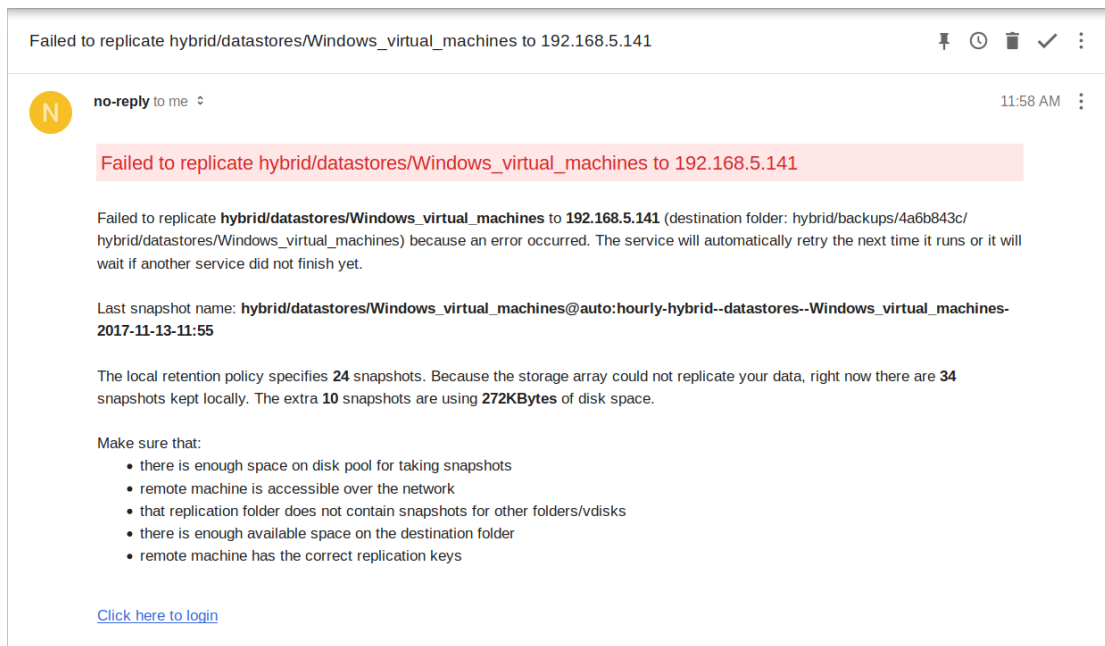 Failed to replicate hybrid/datastores/Windows_virtual_machines to 192.168.5.141
N
no-reply to me
11:58 AM
Failed to replicate hybrid/datastores/Windows_virtual_machines to 192.168.5.141
Failed to replicate hybrid/datastores/Windows_virtual_machines to 192.168.5.141 (destination folder: hybrid/backups/4a6b843c/
hybrid/datastores/Windows_virtual_machines) because an error occurred. The service will automatically retry the next time it runs or it will
wait if another service did not finish yet.
Last snapshot name: hybrid/datastores/Windows_virtual_machines@auto:hourly-hybrid--datastores--Windows_virtual_machines-
2017-11-13-11:55
The local retention policy specifies 24 snapshots. Because the storage array could not replicate your data, right now there are 34
snapshots kept locally. The extra 10 snapshots are using 272KBytes of disk space.
Make sure that:
• there is enough space on disk pool for taking snapshots
• remote machine is accessible over the network
• that replication folder does not contain snapshots for other folders/vdisks
• there is enough available space on the destination folder
• remote machine has the correct replication keys
Click here to login